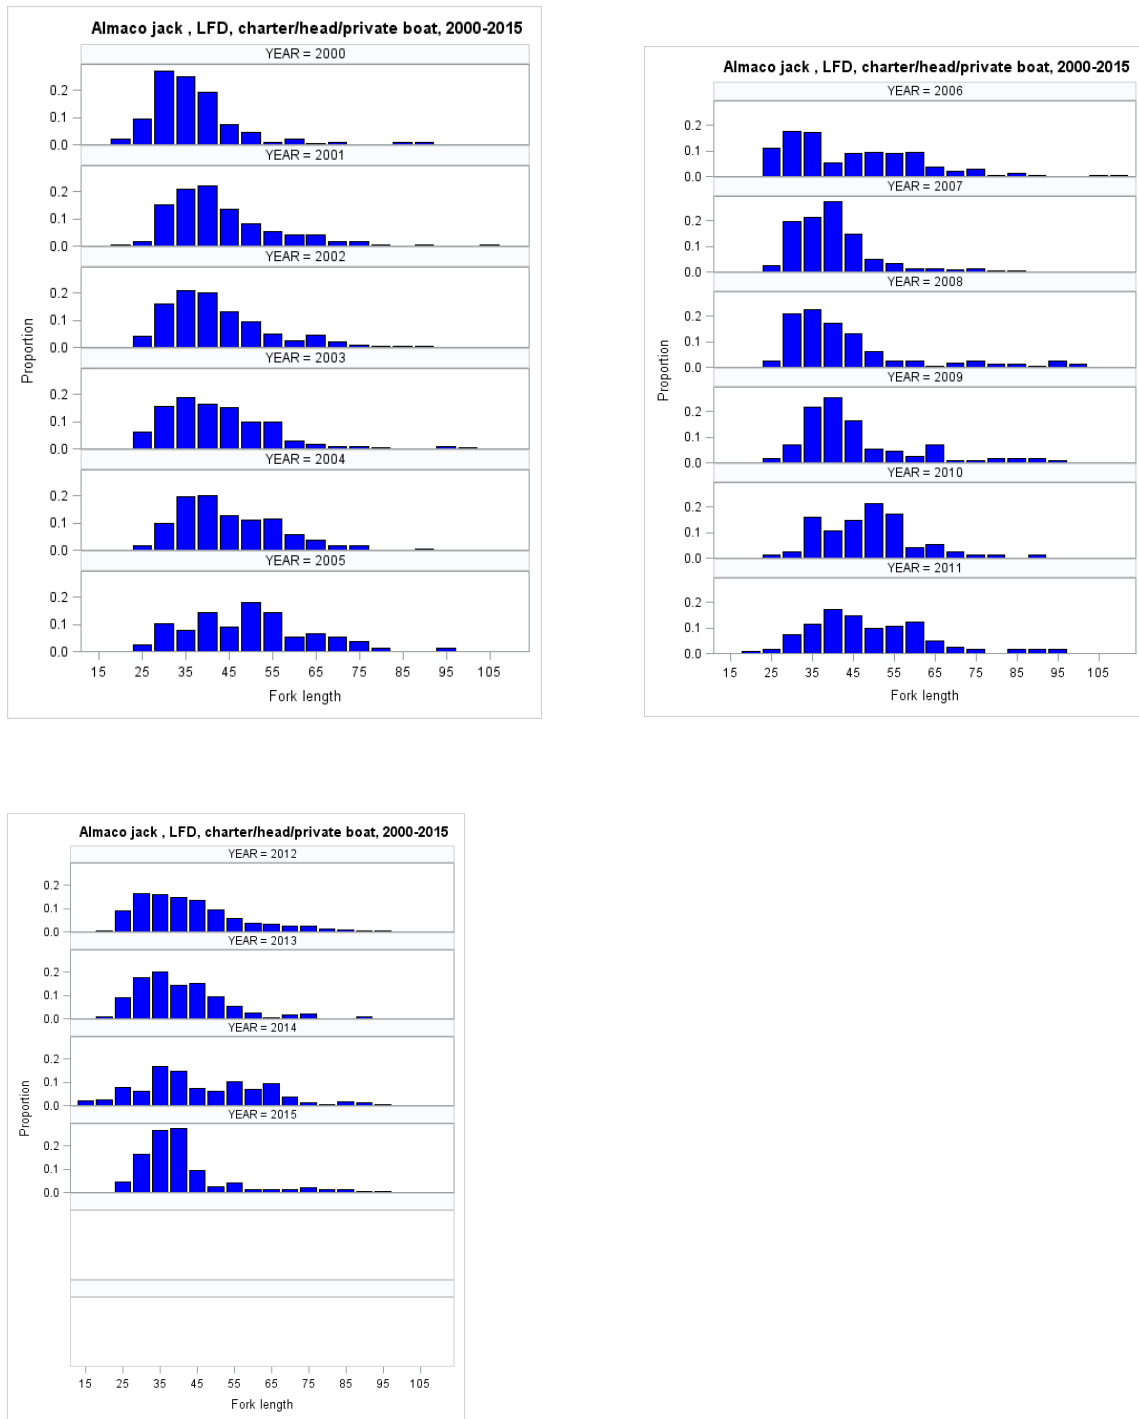 Almaco jack , LFD, charter/head/private boat, 2000-2015
YEAR = 2000
0.2
0.1
0.0
YEAR = 2001
0.2
0.1
0.0
YEAR = 2002
0.2
0.1
0.0
YEAR = 2003
0.2
0.1
0.0
YEAR = 2004
0.2
0.1
0.0
YEAR = 2005
0.2
0.1
0.0
Proportion
15 25 35 45 55 65 75 85 95 105
Fork length
Almaco jack , LFD, charter/head/private boat, 2000-2015
YEAR = 2006
0.2
0.1
0.0
YEAR = 2007
0.2
0.1
0.0
YEAR = 2008
0.2
0.1
0.0
YEAR = 2009
0.2
0.1
0.0
YEAR = 2010
0.2
0.1
0.0
YEAR = 2011
0.2
0.1
0.0
Proportion
15 25 35 45 55 65 75 85 95 105
Fork length
Almaco jack , LFD, charter/head/private boat, 2000-2015
YEAR = 2012
0.2
0.1
0.0
YEAR = 2013
0.2
0.1
0.0
YEAR = 2014
0.2
0.1
0.0
YEAR = 2015
0.2
0.1
0.0
Proportion
15 25 35 45 55 65 75 85 95 105
Fork length